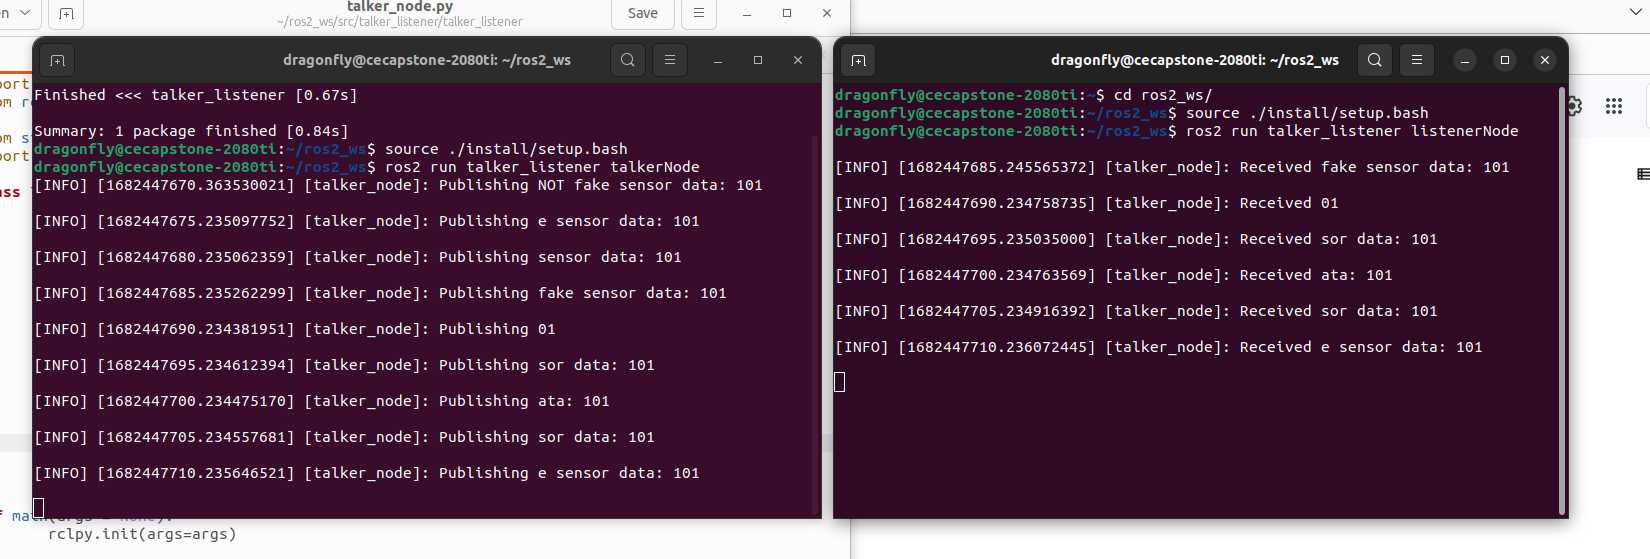 talker_node.py
~/ros2_ws/src/talker_listener/talker_listener
Save
dragonfly@cecapstone-2080ti: ~/ros2_ws
Finished <<< talker_listener [0.67s]
Summary: 1 package finished [0.84s]
dragonfly@cecapstone-2080ti:~/ros2_ws$ source ./install/setup.bash
dragonfly@cecapstone-2080ti:~/ros2_ws$ ros2 run talker_listener talkerNode
[INFO] [1682447670.363530021] [talker_node]: Publishing NOT fake sensor data: 101
[INFO] [1682447675.235097752] [talker_node]: Publishing e sensor data: 101
[INFO] [1682447680.235062359] [talker_node]: Publishing sensor data: 101
[INFO] [1682447685.235262299] [talker_node]: Publishing fake sensor data: 101
[INFO] [1682447690.234381951] [talker_node]: Publishing 01
[INFO] [1682447695.234612394] [talker_node]: Publishing sor data: 101
[INFO] [1682447700.234475170] [talker_node]: Publishing ata: 101
[INFO] [1682447705.234557681] [talker_node]: Publishing sor data: 101
[INFO] [1682447710.235646521] [talker_node]: Publishing e sensor data: 101
rclpy.init(args=args)
dragonfly@cecapstone-2080ti: ~/ros2_ws
dragonfly@cecapstone-2080ti:~$ cd ros2_ws/
dragonfly@cecapstone-2080ti:~/ros2_ws$ source ./install/setup.bash
dragonfly@cecapstone-2080ti:~/ros2_ws$ ros2 run talker_listener listenerNode
[INFO] [1682447685.245565372] [talker_node]: Received fake sensor data: 101
[INFO] [1682447690.234758735] [talker_node]: Received 01
[INFO] [1682447695.235035000] [talker_node]: Received sor data: 101
[INFO] [1682447700.234763569] [talker_node]: Received ata: 101
[INFO] [1682447705.234916392] [talker_node]: Received sor data: 101
[INFO] [1682447710.236072445] [talker_node]: Received e sensor data: 101